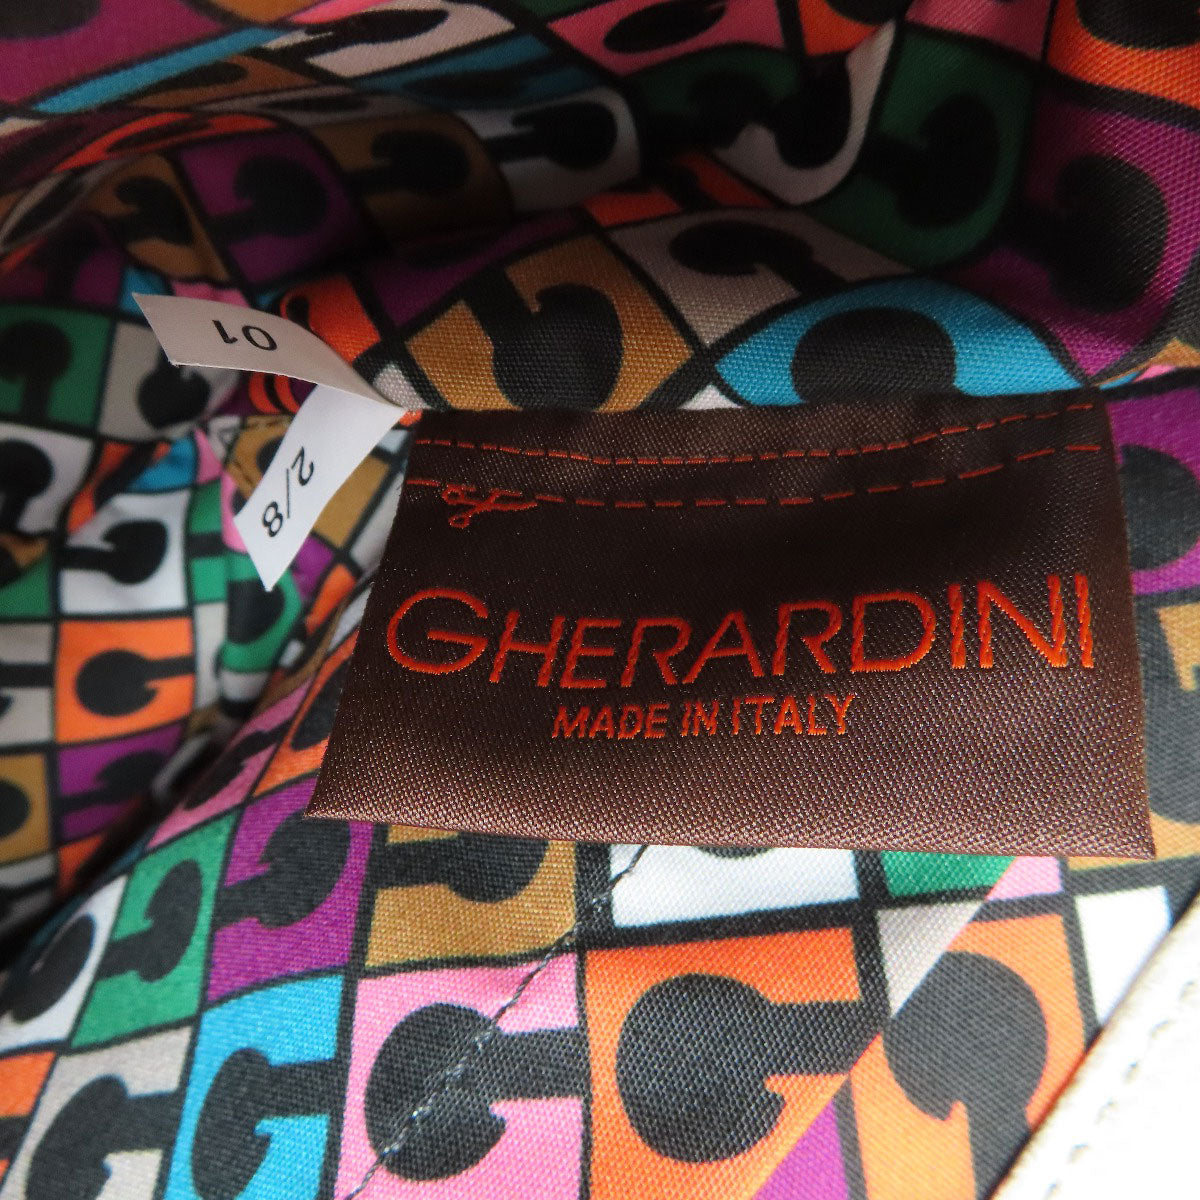 01
2/8
GHERARDINI
MADE IN ITALY